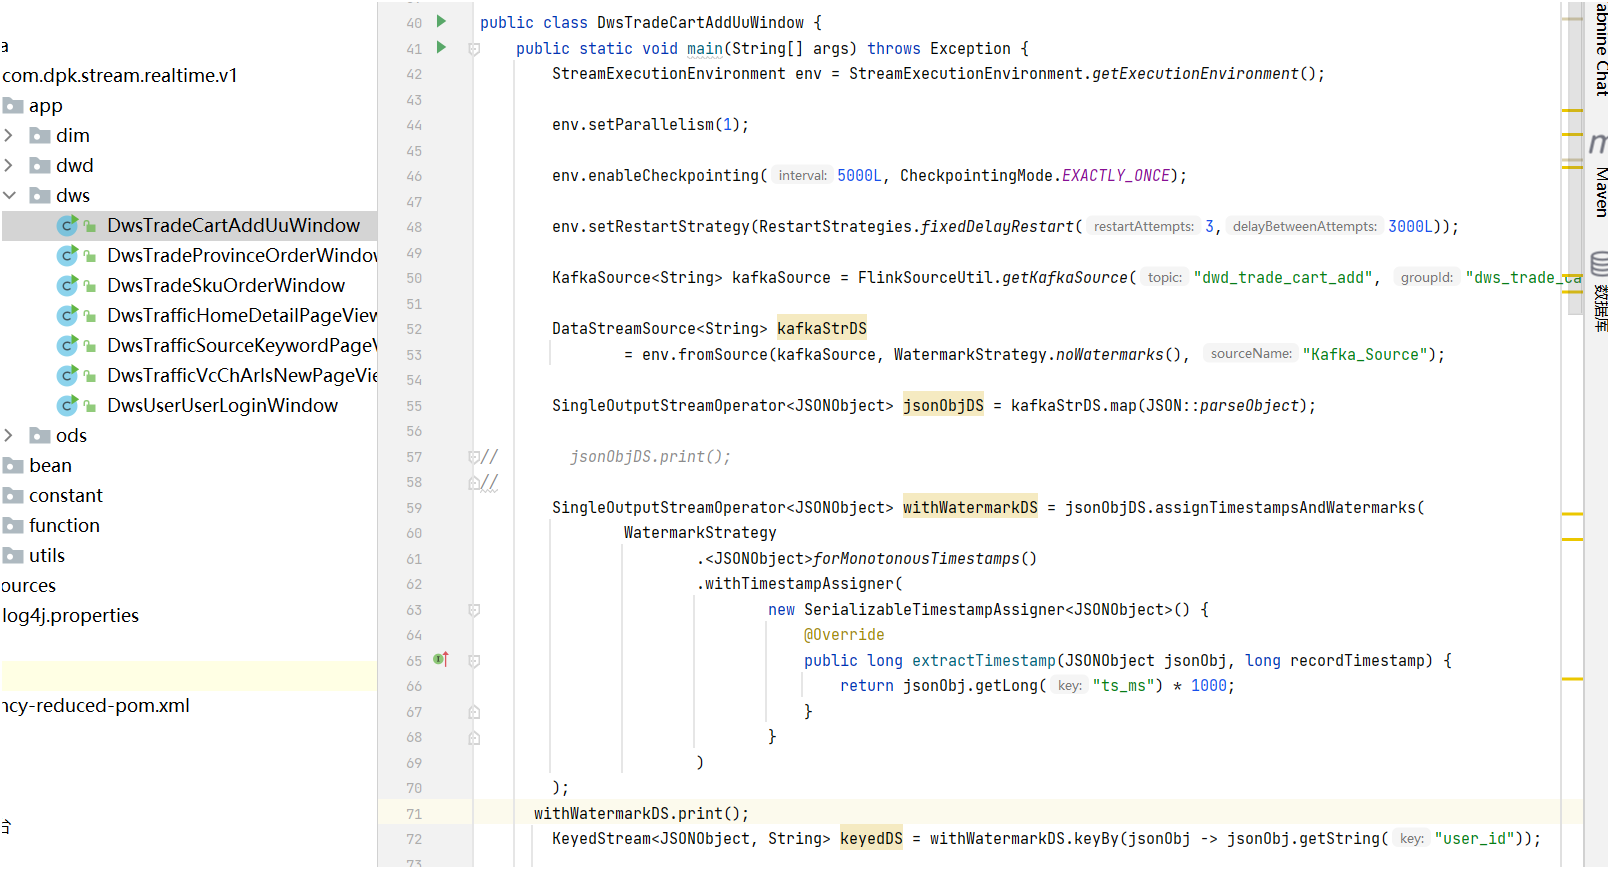 a
com.dpk.stream.realtime.v1
app
dim
dwd
dws
DwsTradeCartAddUuWindow
DwsTradeProvinceOrderWindow
DwsTradeSkuOrderWindow
DwsTrafficHomeDetailPageView
DwsTrafficSourceKeywordPageV
DwsTrafficVcChArIsNewPageVie
DwsUserUserLoginWindow
ods
bean
constant
function
utils
ources
log4j.properties
ncy-reduced-pom.xml
40 public class DwsTradeCartAddUuWindow {
41 public static void main(String[] args) throws Exception {
42 StreamExecutionEnvironment env = StreamExecutionEnvironment.getExecutionEnvironment();
43
44 env.setParallelism(1);
45
46 env.enableCheckpointing( interval: 5000L, CheckpointingMode.EXACTLY_ONCE);
47
48 env.setRestartStrategy(RestartStrategies.fixedDelayRestart( restartAttempts: 3, delayBetweenAttempts: 3000L));
49
50 KafkaSource<String> kafkaSource = FlinkSourceUtil.getKafkaSource( topic: "dwd_trade_cart_add", groupId: "dws_trade_ca
51
52 DataStreamSource<String> kafkaStrDS
53 = env.fromSource(kafkaSource, WatermarkStrategy.noWatermarks(), sourceName: "Kafka_Source");
54
55 SingleOutputStreamOperator<JSONObject> jsonObjDS = kafkaStrDS.map(JSON::parseObject);
56
57 // jsonObjDS.print();
58 //
59 SingleOutputStreamOperator<JSONObject> withWatermarkDS = jsonObjDS.assignTimestampsAndWatermarks(
60 WatermarkStrategy
61 .<JSONObject>forMonotonousTimestamps()
62 .withTimestampAssigner(
63 new SerializableTimestampAssigner<JSONObject>() {
64 @Override
65 public long extractTimestamp(JSONObject jsonObj, long recordTimestamp) {
66 return jsonObj.getLong( key: "ts_ms") * 1000;
67 }
68 }
69 )
70 );
71 withWatermarkDS.print();
72 KeyedStream<JSONObject, String> keyedDS = withWatermarkDS.keyBy(jsonObj -> jsonObj.getString( key: "user_id"));
73
abnine Chat
Maven
数据库